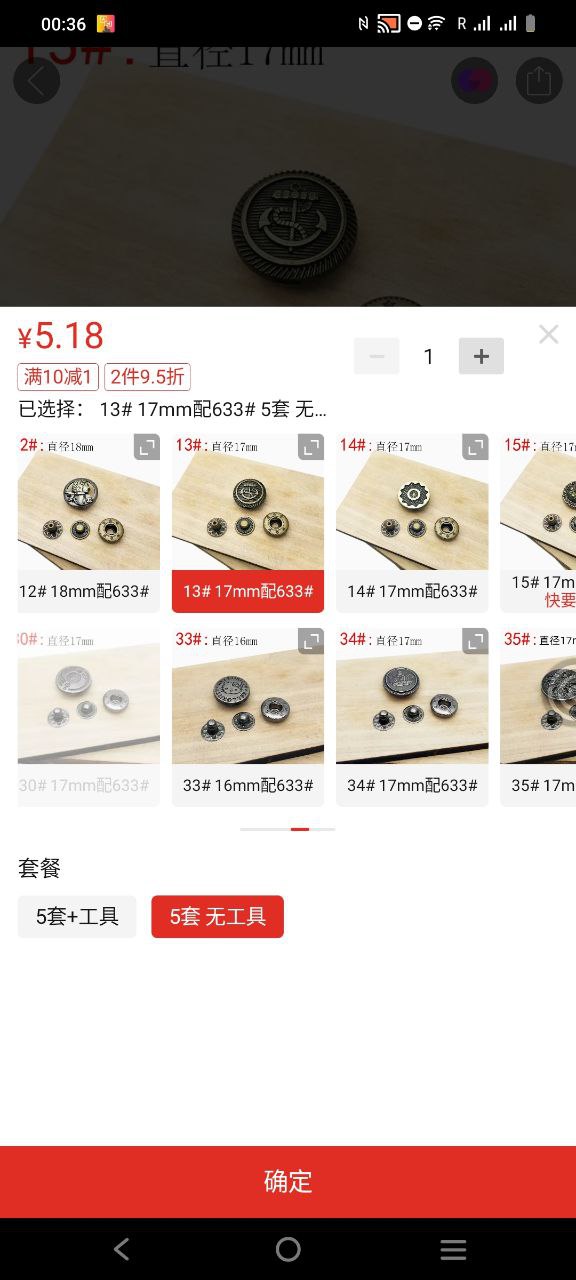 00:36
R
13#:直径17mm
¥5.18
1
满10减1
2件9.5折
已选择： 13# 17mm配633# 5套 无...
2#:直径18mm
13#:直径17mm
14#:直径17mm
15#:
12# 18mm配633#
13# 17mm配633#
14# 17mm配633#
15# 17m
快要
30#:直径17mm
33#:直径16mm
34#:直径17mm
35#:直径17m
30# 17mm配633#
33# 16mm配633#
34# 17mm配633#
35# 17m
套餐
5套+工具
5套 无工具
确定